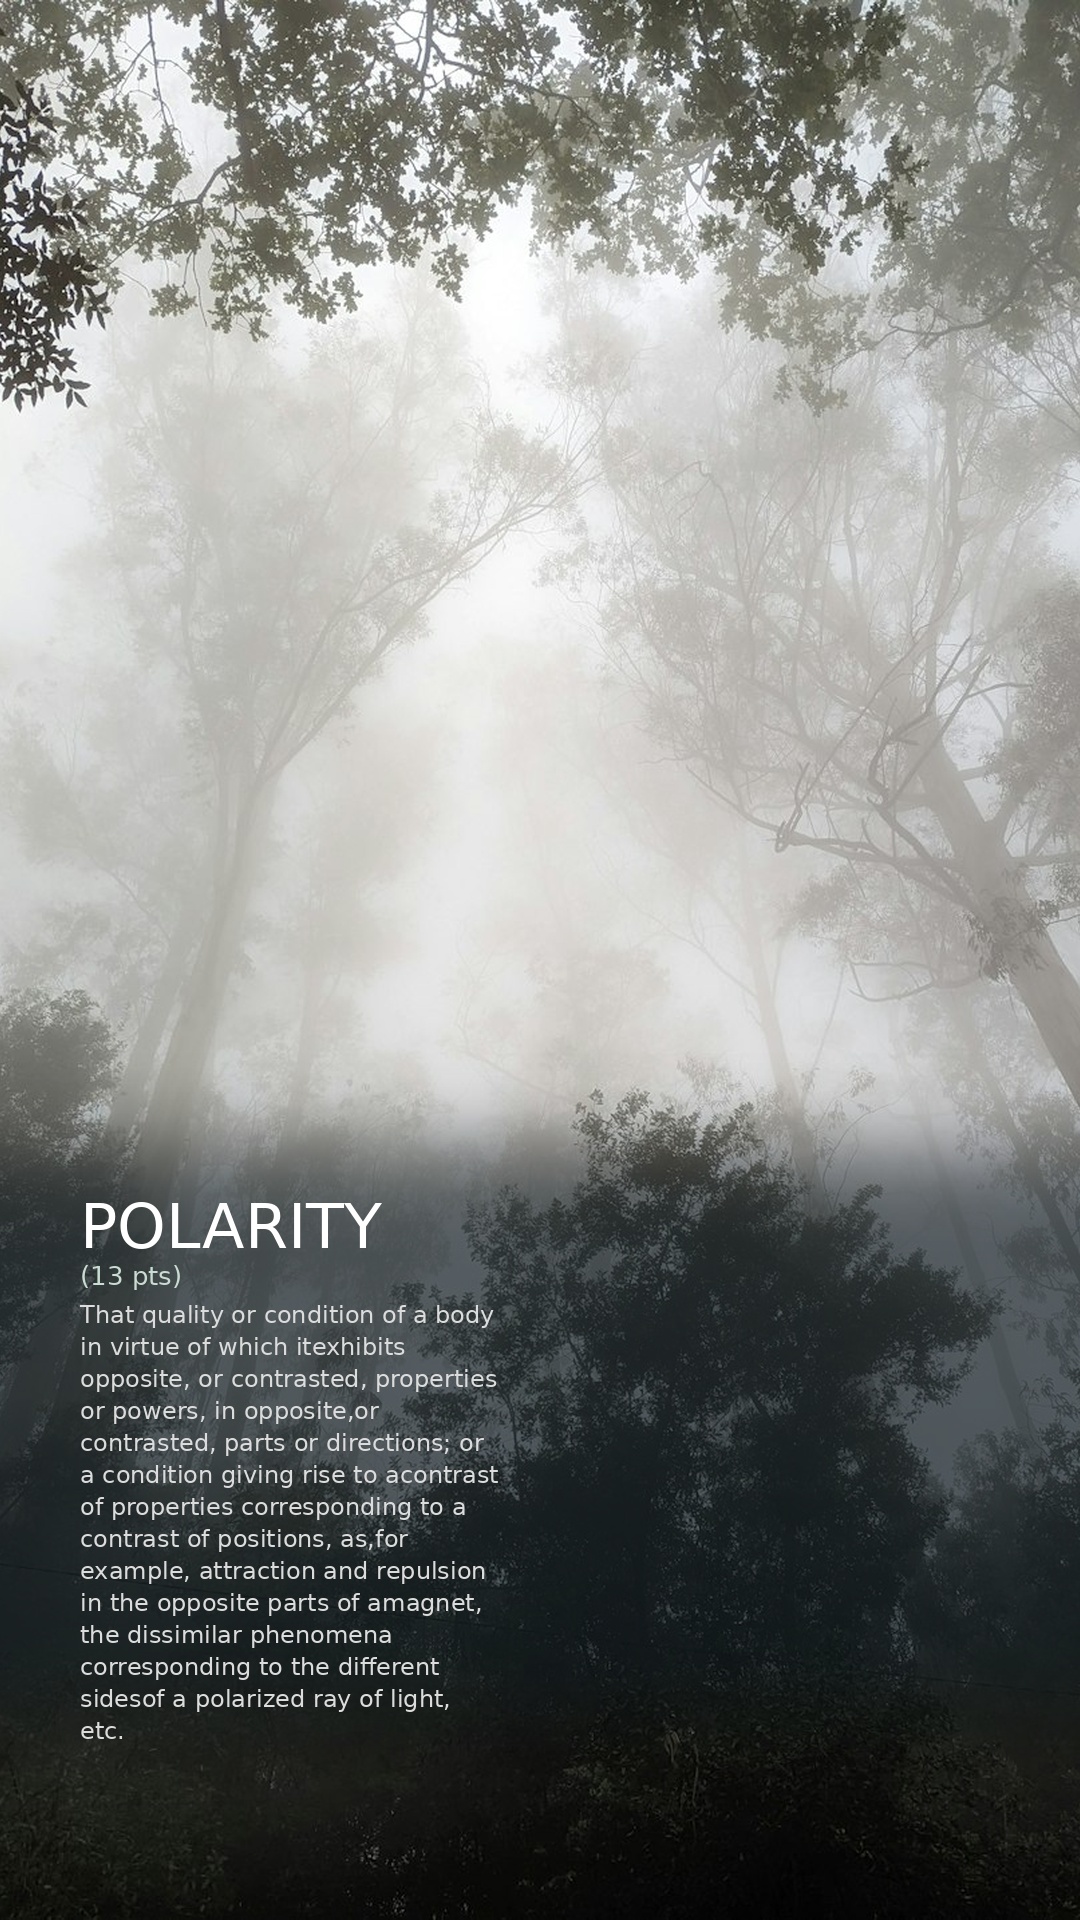 POLARITY
(13 pts)
That quality or condition of a body
in virtue of which itexhibits
opposite, or contrasted, properties
or powers, in opposite,or
contrasted, parts or directions; or
a condition giving rise to acontrast
of properties corresponding to a
contrast of positions, as,for
example, attraction and repulsion
in the opposite parts of amagnet,
the dissimilar phenomena
corresponding to the different
sidesof a polarized ray of light,
etc.